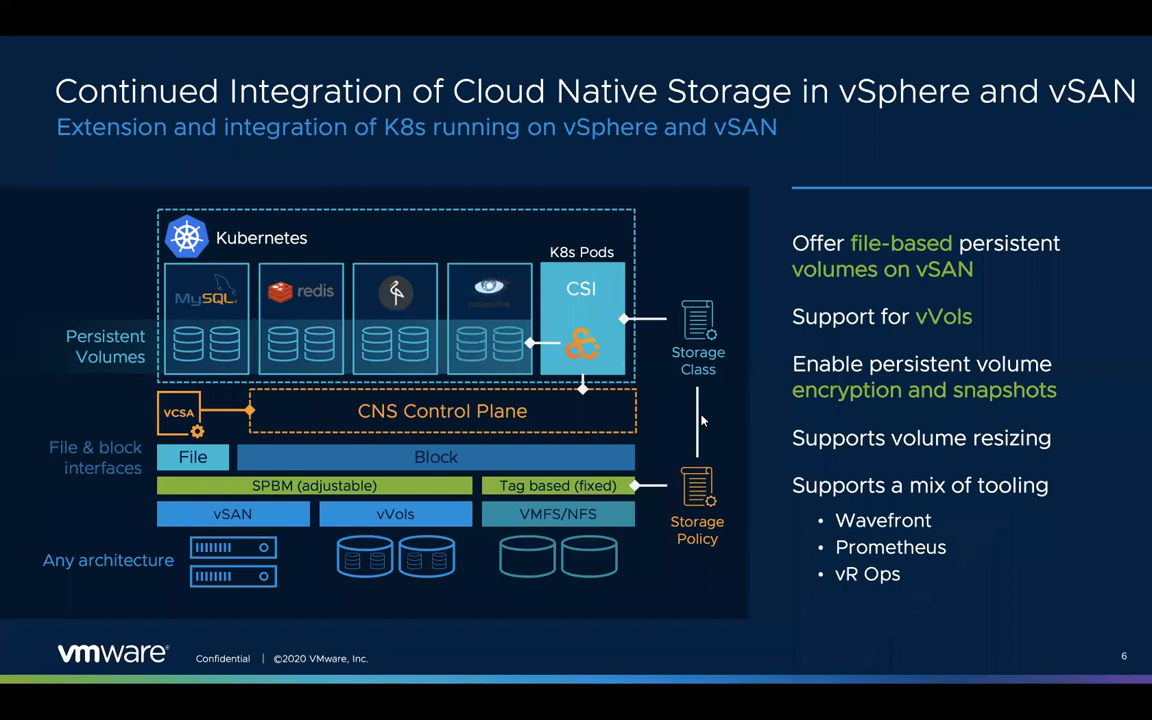 Continued Integration of Cloud Native Storage in vSphere and vSAN
Extension and integration of K8s running on vSphere and vSAN
Kubernetes
K8s Pods
MySQL
redis
CSI
Persistent
Volumes
Storage
Class
VCSA
CNS Control Plane
File & block
interfaces
File
Block
SPBM (adjustable)
Tag based (fixed)
vSAN
vVols
VMFS/NFS
Storage
Policy
Any architecture
Offer file-based persistent
volumes on vSAN
Support for vVols
Enable persistent volume
encryption and snapshots
Supports volume resizing
Supports a mix of tooling
• Wavefront
• Prometheus
• vR Ops
vmware®
Confidential | ©2020 VMware, Inc.
6